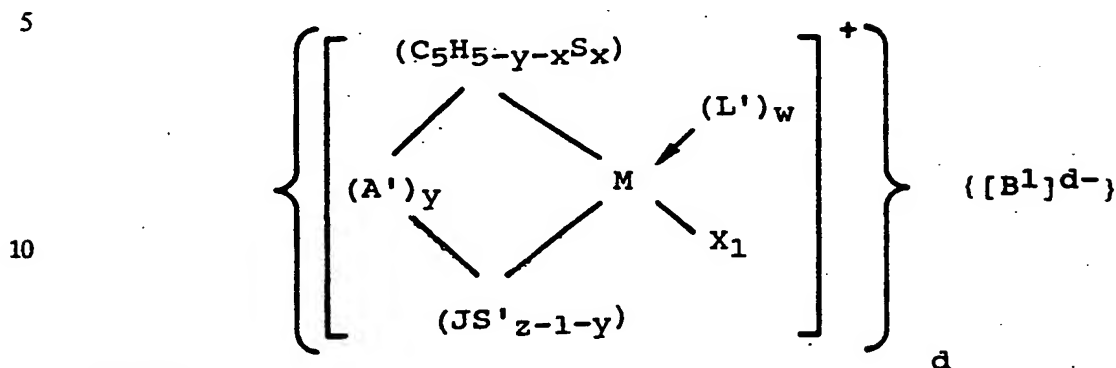 5
(C5H5-y-xSx)
+
(L')w
(A')y
M
{[B1]d-}
10
X1
(JS'z-1-y)
d